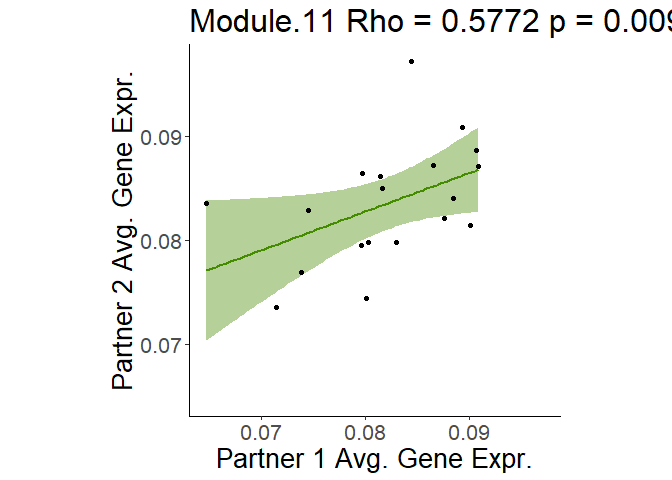 Module.11 Rho = 0.5772 p = 0.009
Partner 2 Avg. Gene Expr.
0.09
0.08
0.07
0.07 0.08 0.09
Partner 1 Avg. Gene Expr.